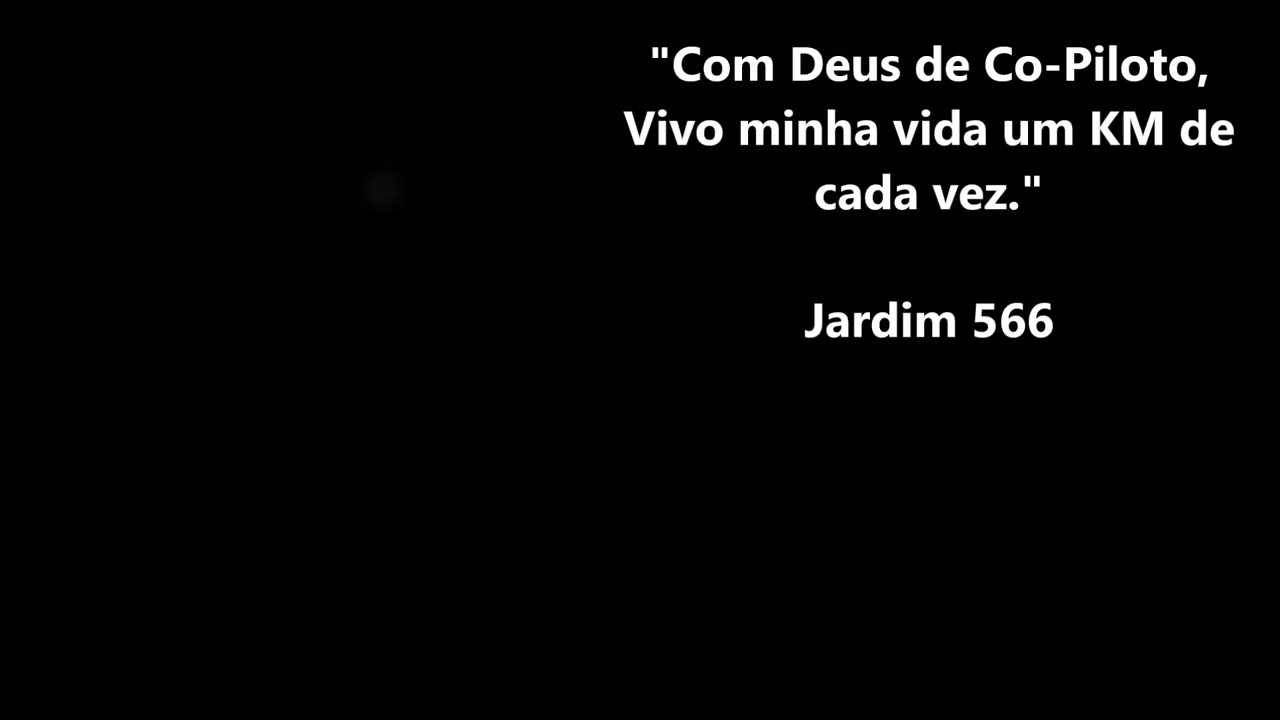 "Com Deus de Co-Piloto,
Vivo minha vida um KM de
cada vez."
Jardim 566